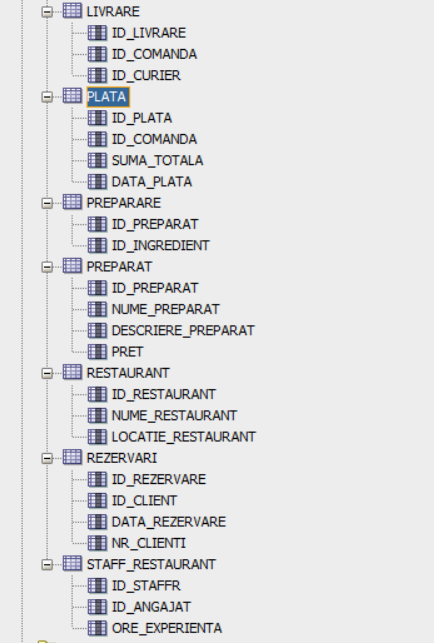 LIVRARE
ID_LIVRARE
ID_COMANDA
ID_CURIER
PLATA
ID_PLATA
ID_COMANDA
SUMA_TOTALA
DATA_PLATA
PREPARARE
ID_PREPARAT
ID_INGREDIENT
PREPARAT
ID_PREPARAT
NUME_PREPARAT
DESCRIERE_PREPARAT
PRET
RESTAURANT
ID_RESTAURANT
NUME_RESTAURANT
LOCATIE_RESTAURANT
REZERVARI
ID_REZERVARE
ID_CLIENT
DATA_REZERVARE
NR_CLIENTI
STAFF_RESTAURANT
ID_STAFFR
ID_ANGAJAT
ORE_EXPERIENTA